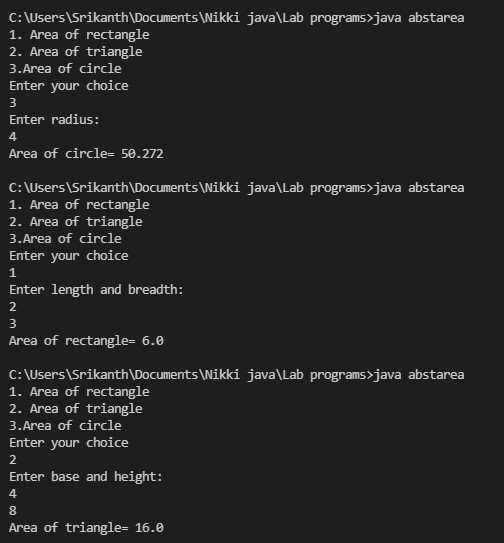 C:\Users\Srikanth\Documents\Nikki java\Lab programs>java abstarea
1. Area of rectangle
2. Area of triangle
3.Area of circle
Enter your choice
3
Enter radius:
4
Area of circle= 50.272
C:\Users\Srikanth\Documents\Nikki java\Lab programs>java abstarea
1. Area of rectangle
2. Area of triangle
3.Area of circle
Enter your choice
1
Enter length and breadth:
2
3
Area of rectangle= 6.0
C:\Users\Srikanth\Documents\Nikki java\Lab programs>java abstarea
1. Area of rectangle
2. Area of triangle
3.Area of circle
Enter your choice
2
Enter base and height:
4
8
Area of triangle= 16.0